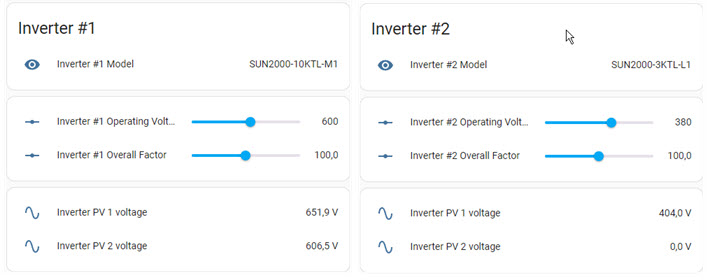 Inverter #1
Inverter #1 Model SUN2000-10KTL-M1
Inverter #1 Operating Volt... 600
Inverter #1 Overall Factor 100,0
Inverter PV 1 voltage 651,9 V
Inverter PV 2 voltage 606,5 V
Inverter #2
Inverter #2 Model SUN2000-3KTL-L1
Inverter #2 Operating Volt... 380
Inverter #2 Overall Factor 100,0
Inverter PV 1 voltage 404,0 V
Inverter PV 2 voltage 0,0 V